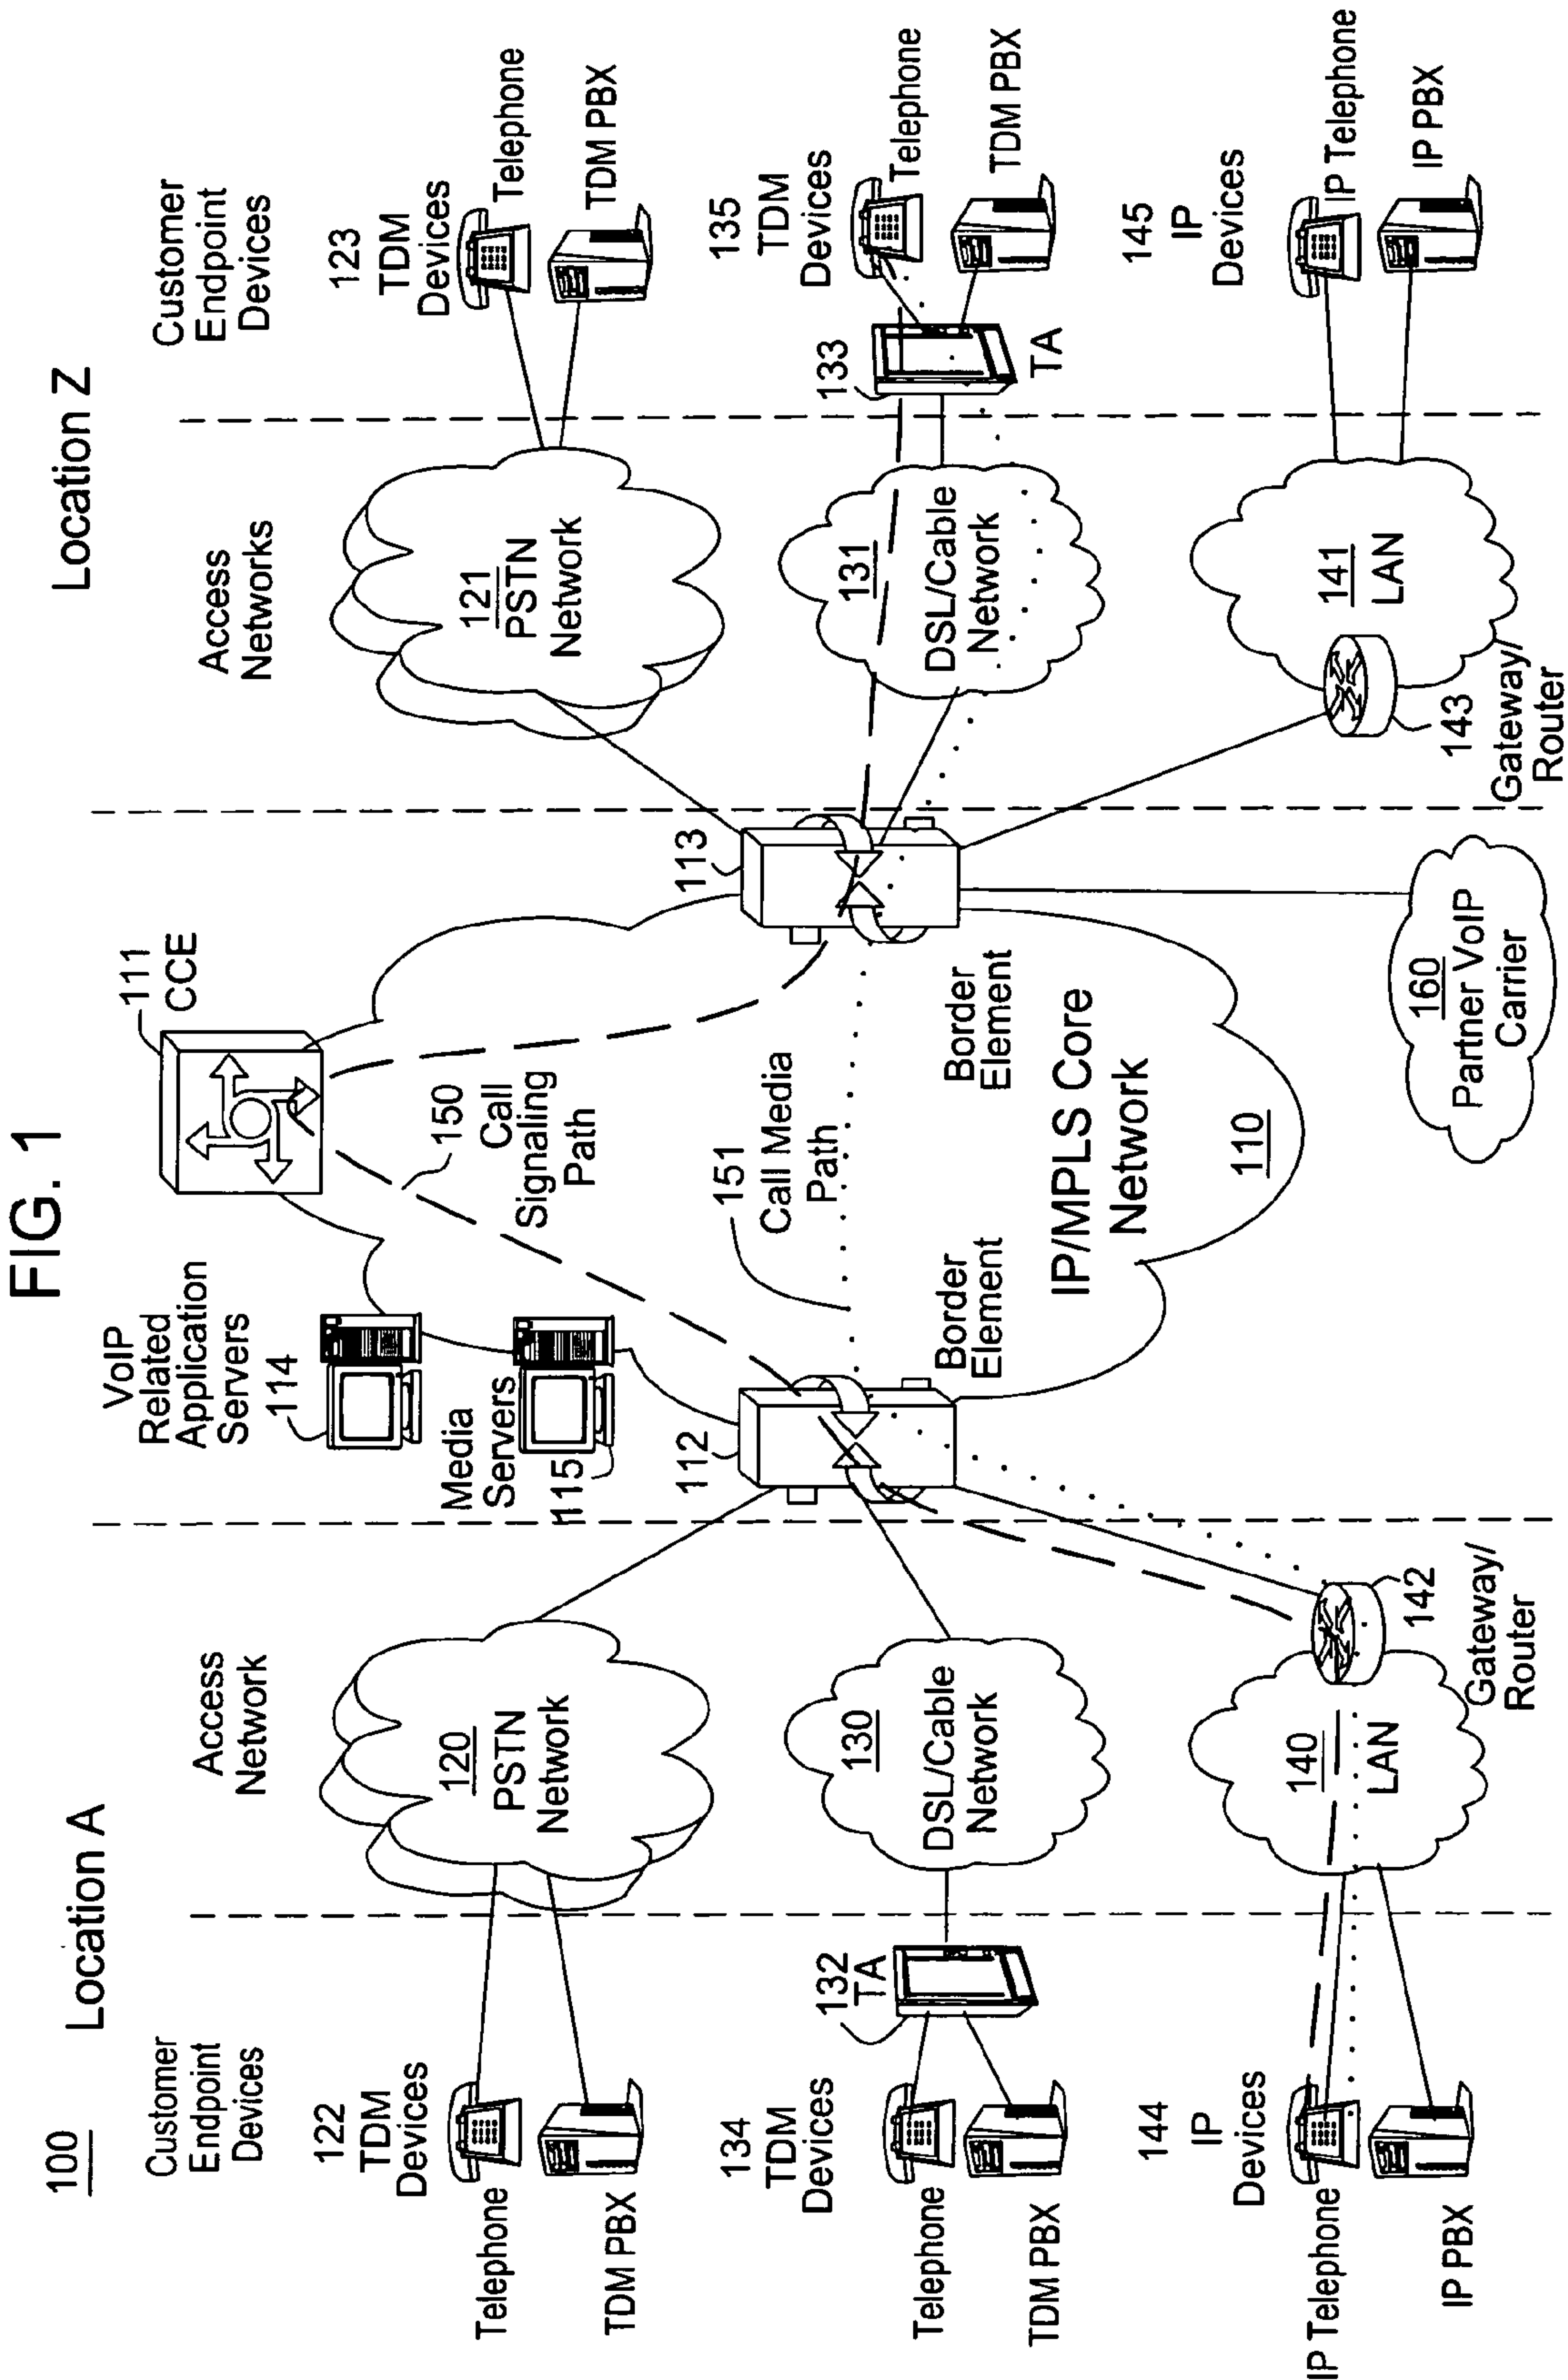 FIG. 1
100
Location A
Location Z
Customer
Endpoint
Devices
Access
Network
VoIP
Related
Application
Servers
114
111
CCE
Access
Networks
Customer
Endpoint
Devices
122
TDM
Devices
Telephone
TDM PBX
120
PSTN
Network
Media
Servers
115
112
150
Call
Signaling
Path
113
121
PSTN
Network
123
TDM
Devices
Telephone
TDM PBX
134
TDM
Devices
Telephone
TDM PBX
132
TA
130
DSL/Cable
Network
151
Call Media
Path
Border
Element
Border
Element
131
DSL/Cable
Network
133
TA
135
TDM
Devices
Telephone
TDM PBX
IP/MPLS Core
Network
110
144
IP
Devices
IP Telephone
IP PBX
140
LAN
142
Gateway/
Router
160
Partner VoIP
Carrier
141
LAN
143
Gateway/
Router
145
IP
Devices
IP Telephone
IP PBX